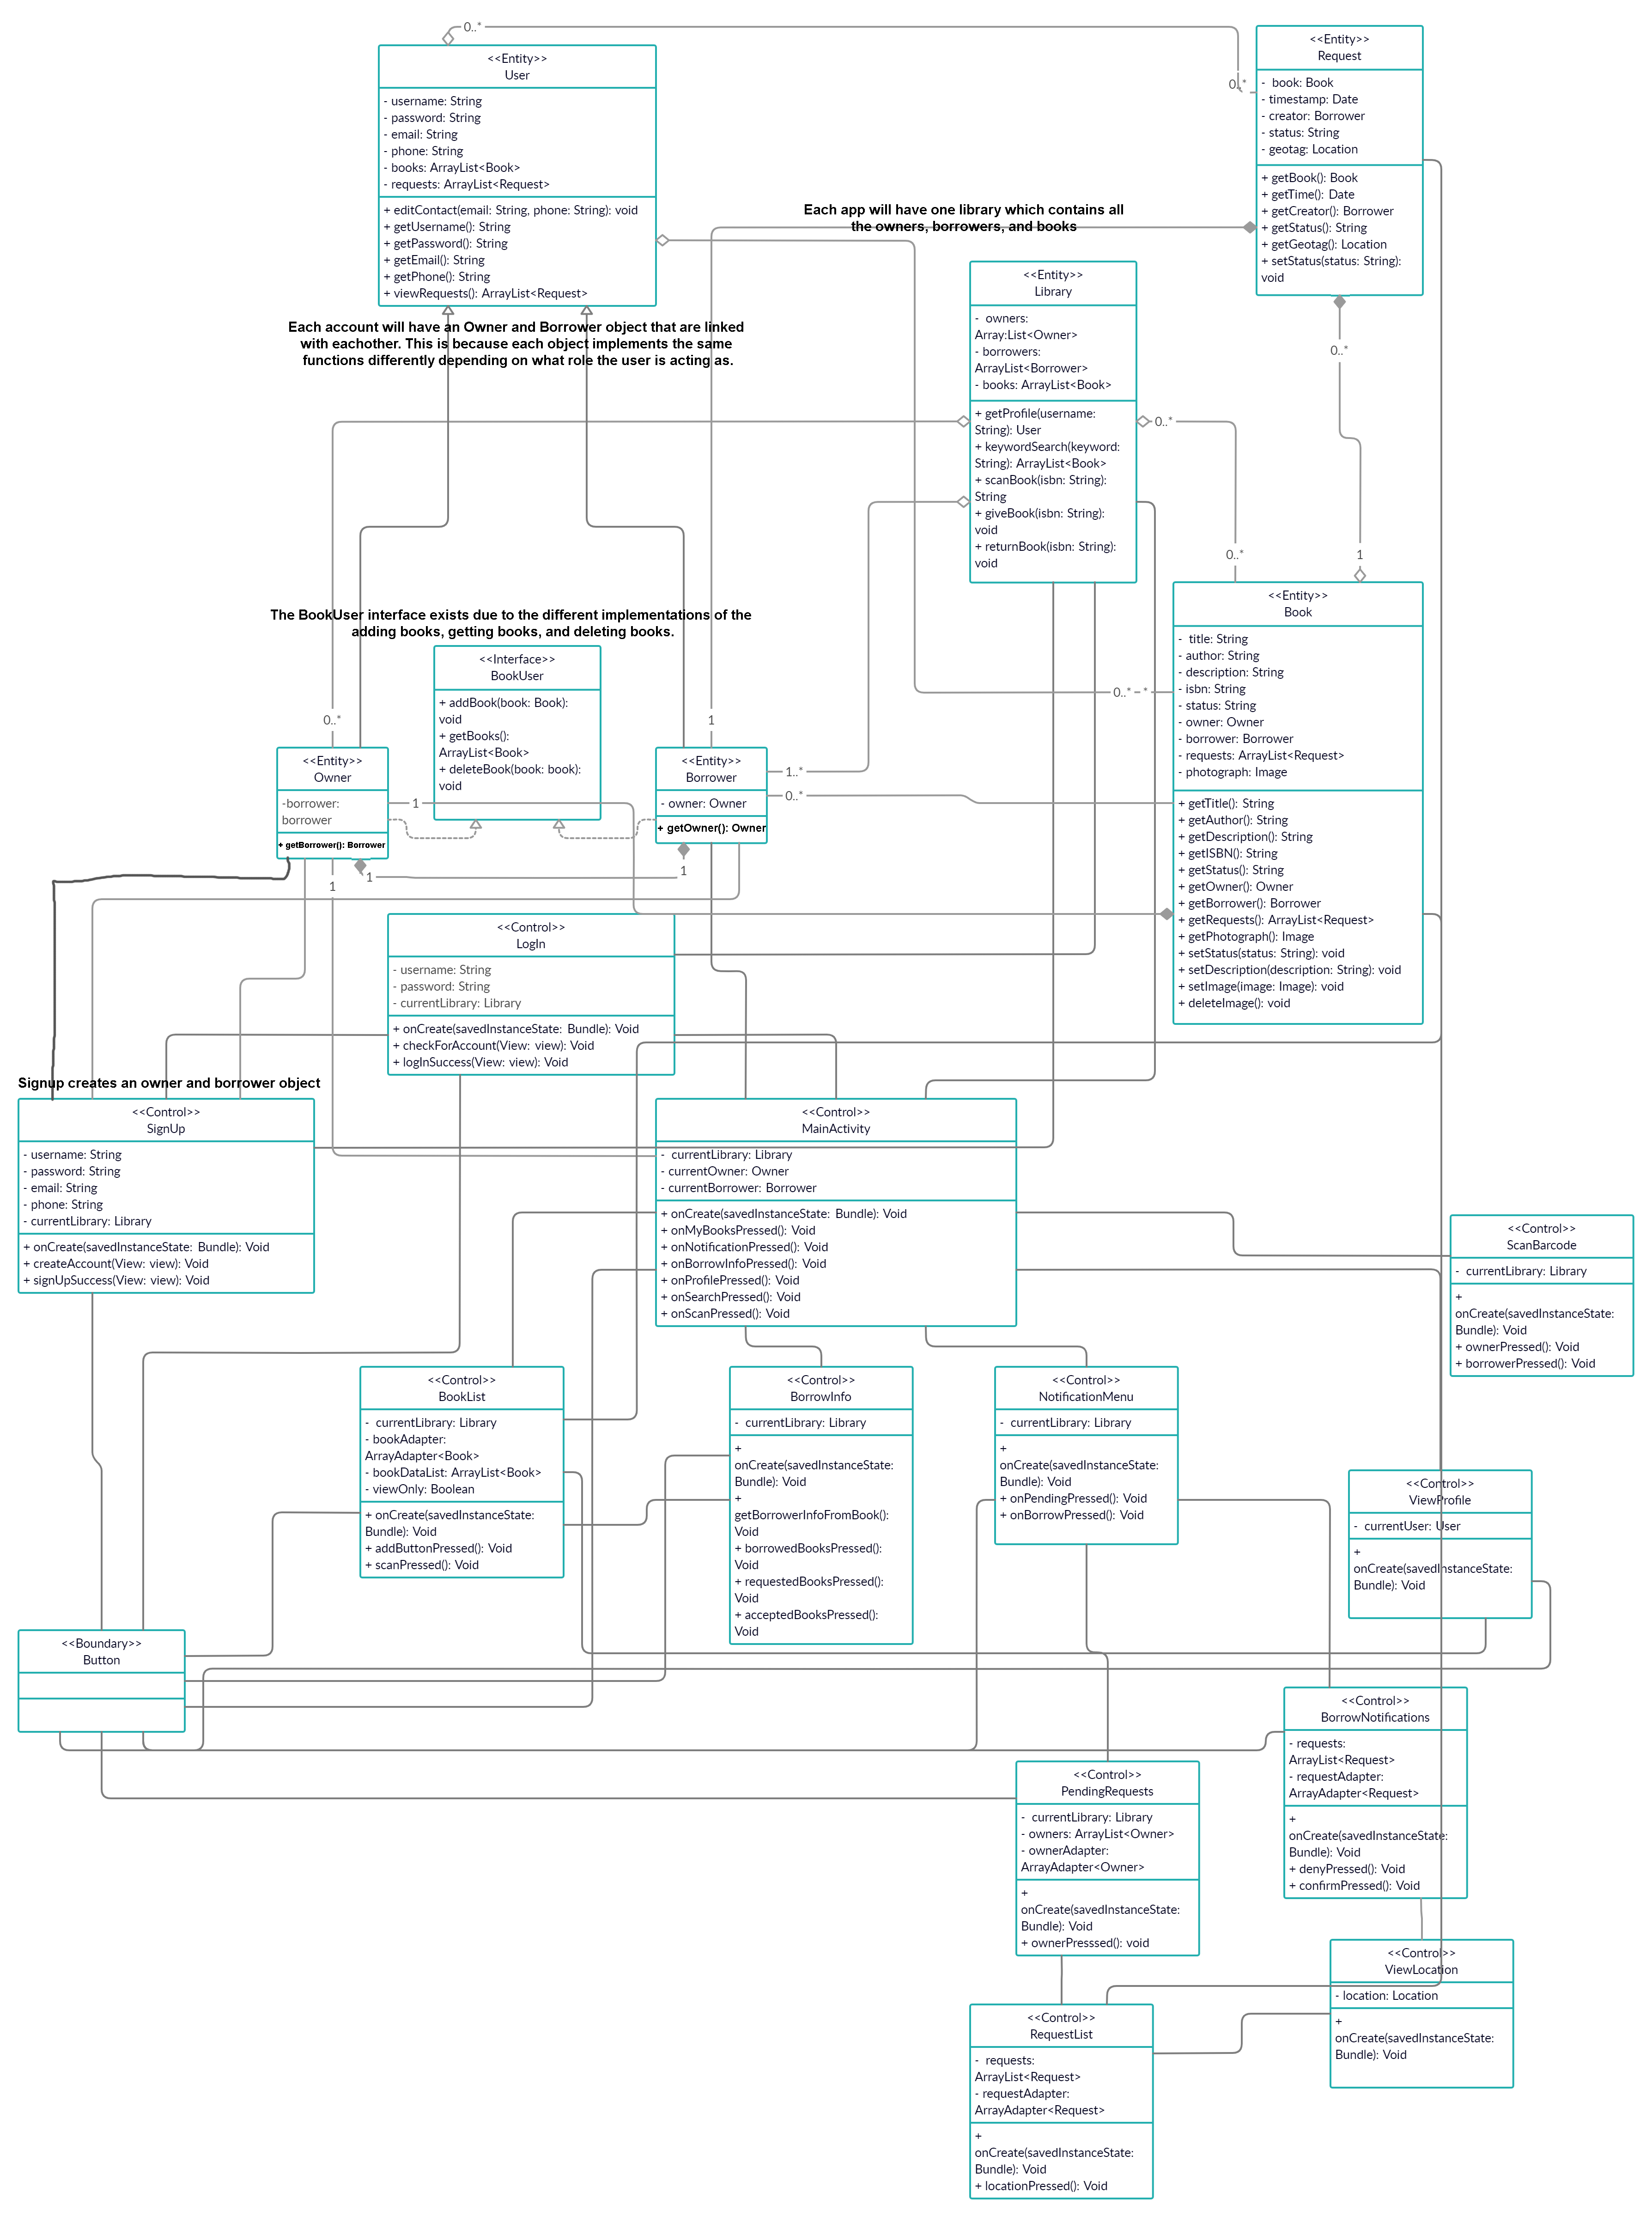 0..*
<<Entity>>
User
- username: String
- password: String
- email: String
- phone: String
- books: ArrayList<Book>
- requests: ArrayList<Request>
+ editContact(email: String, phone: String): void
+ getUsername(): String
+ getPassword(): String
+ getEmail(): String
+ getPhone(): String
+ viewRequests(): ArrayList<Request>
0..*
<<Entity>>
Request
-  book: Book
- timestamp: Date
- creator: Borrower
- status: String
- geotag: Location
+ getBook(): Book
+ getTime(): Date
+ getCreator(): Borrower
+ getStatus(): String
+ getGeotag(): Location
+ setStatus(status: String):
void
Each app will have one library which contains all
the owners, borrowers, and books
<<Entity>>
Library
-  owners:
Array:List<Owner>
- borrowers:
ArrayList<Borrower>
- books: ArrayList<Book>
+ getProfile(username:
String): User
+ keywordSearch(keyword:
String): ArrayList<Book>
+ scanBook(isbn: String):
String
+ giveBook(isbn: String):
void
+ returnBook(isbn: String):
void
Each account will have an Owner and Borrower object that are linked
with eachother. This is because each object implements the same
functions differently depending on what role the user is acting as.
0..*
0..*
0..*
1
<<Entity>>
Book
-  title: String
- author: String
- description: String
- isbn: String
- status: String
- owner: Owner
- borrower: Borrower
- requests: ArrayList<Request>
- photograph: Image
+ getTitle(): String
+ getAuthor(): String
+ getDescription(): String
+ getISBN(): String
+ getStatus(): String
+ getOwner(): Owner
+ getBorrower(): Borrower
+ getRequests(): ArrayList<Request>
+ getPhotograph(): Image
+ setStatus(status: String): void
+ setDescription(description: String): void
+ setImage(image: Image): void
+ deleteImage(): void
The BookUser interface exists due to the different implementations of the
adding books, getting books, and deleting books.
<<Interface>>
BookUser
+ addBook(book: Book):
void
+ getBooks():
ArrayList<Book>
+ deleteBook(book: book):
void
0..*
1
0..*
*
<<Entity>>
Owner
-borrower:
borrower
+ getBorrower(): Borrower
1
<<Entity>>
Borrower
- owner: Owner
+ getOwner(): Owner
1..*
0..*
1
1
1
<<Control>>
LogIn
- username: String
- password: String
- currentLibrary: Library
+ onCreate(savedInstanceState: Bundle): Void
+ checkForAccount(View: view): Void
+ logInSuccess(View: view): Void
Signup creates an owner and borrower object
<<Control>>
SignUp
- username: String
- password: String
- email: String
- phone: String
- currentLibrary: Library
+ onCreate(savedInstanceState: Bundle): Void
+ createAccount(View: view): Void
+ signUpSuccess(View: view): Void
<<Control>>
MainActivity
-  currentLibrary: Library
- currentOwner: Owner
- currentBorrower: Borrower
+ onCreate(savedInstanceState: Bundle): Void
+ onMyBooksPressed(): Void
+ onNotificationPressed(): Void
+ onBorrowInfoPressed(): Void
+ onProfilePressed(): Void
+ onSearchPressed(): Void
+ onScanPressed(): Void
<<Control>>
ScanBarcode
-  currentLibrary: Library
+
onCreate(savedInstanceState:
Bundle): Void
+ ownerPressed(): Void
+ borrowerPressed(): Void
<<Control>>
BookList
-  currentLibrary: Library
- bookAdapter:
ArrayAdapter<Book>
- bookDataList: ArrayList<Book>
- viewOnly: Boolean
+ onCreate(savedInstanceState:
Bundle): Void
+ addButtonPressed(): Void
+ scanPressed(): Void
<<Control>>
BorrowInfo
-  currentLibrary: Library
+
onCreate(savedInstanceState:
Bundle): Void
+
getBorrowerInfoFromBook():
Void
+ borrowedBooksPressed():
Void
+ requestedBooksPressed():
Void
+ acceptedBooksPressed():
Void
<<Control>>
NotificationMenu
-  currentLibrary: Library
+
onCreate(savedInstanceState:
Bundle): Void
+ onPendingPressed(): Void
+ onBorrowPressed(): Void
<<Control>>
ViewProfile
-  currentUser: User
+
onCreate(savedInstanceState:
Bundle): Void
<<Boundary>>
Button
<<Control>>
BorrowNotifications
- requests:
ArrayList<Request>
- requestAdapter:
ArrayAdapter<Request>
+
onCreate(savedInstanceState:
Bundle): Void
+ denyPressed(): Void
+ confirmPressed(): Void
<<Control>>
PendingRequests
-  currentLibrary: Library
- owners: ArrayList<Owner>
- ownerAdapter:
ArrayAdapter<Owner>
+
onCreate(savedInstanceState:
Bundle): Void
+ ownerPresssed(): void
<<Control>>
ViewLocation
- location: Location
+
onCreate(savedInstanceState:
Bundle): Void
<<Control>>
RequestList
-  requests:
ArrayList<Request>
- requestAdapter:
ArrayAdapter<Request>
+
onCreate(savedInstanceState:
Bundle): Void
+ locationPressed(): Void